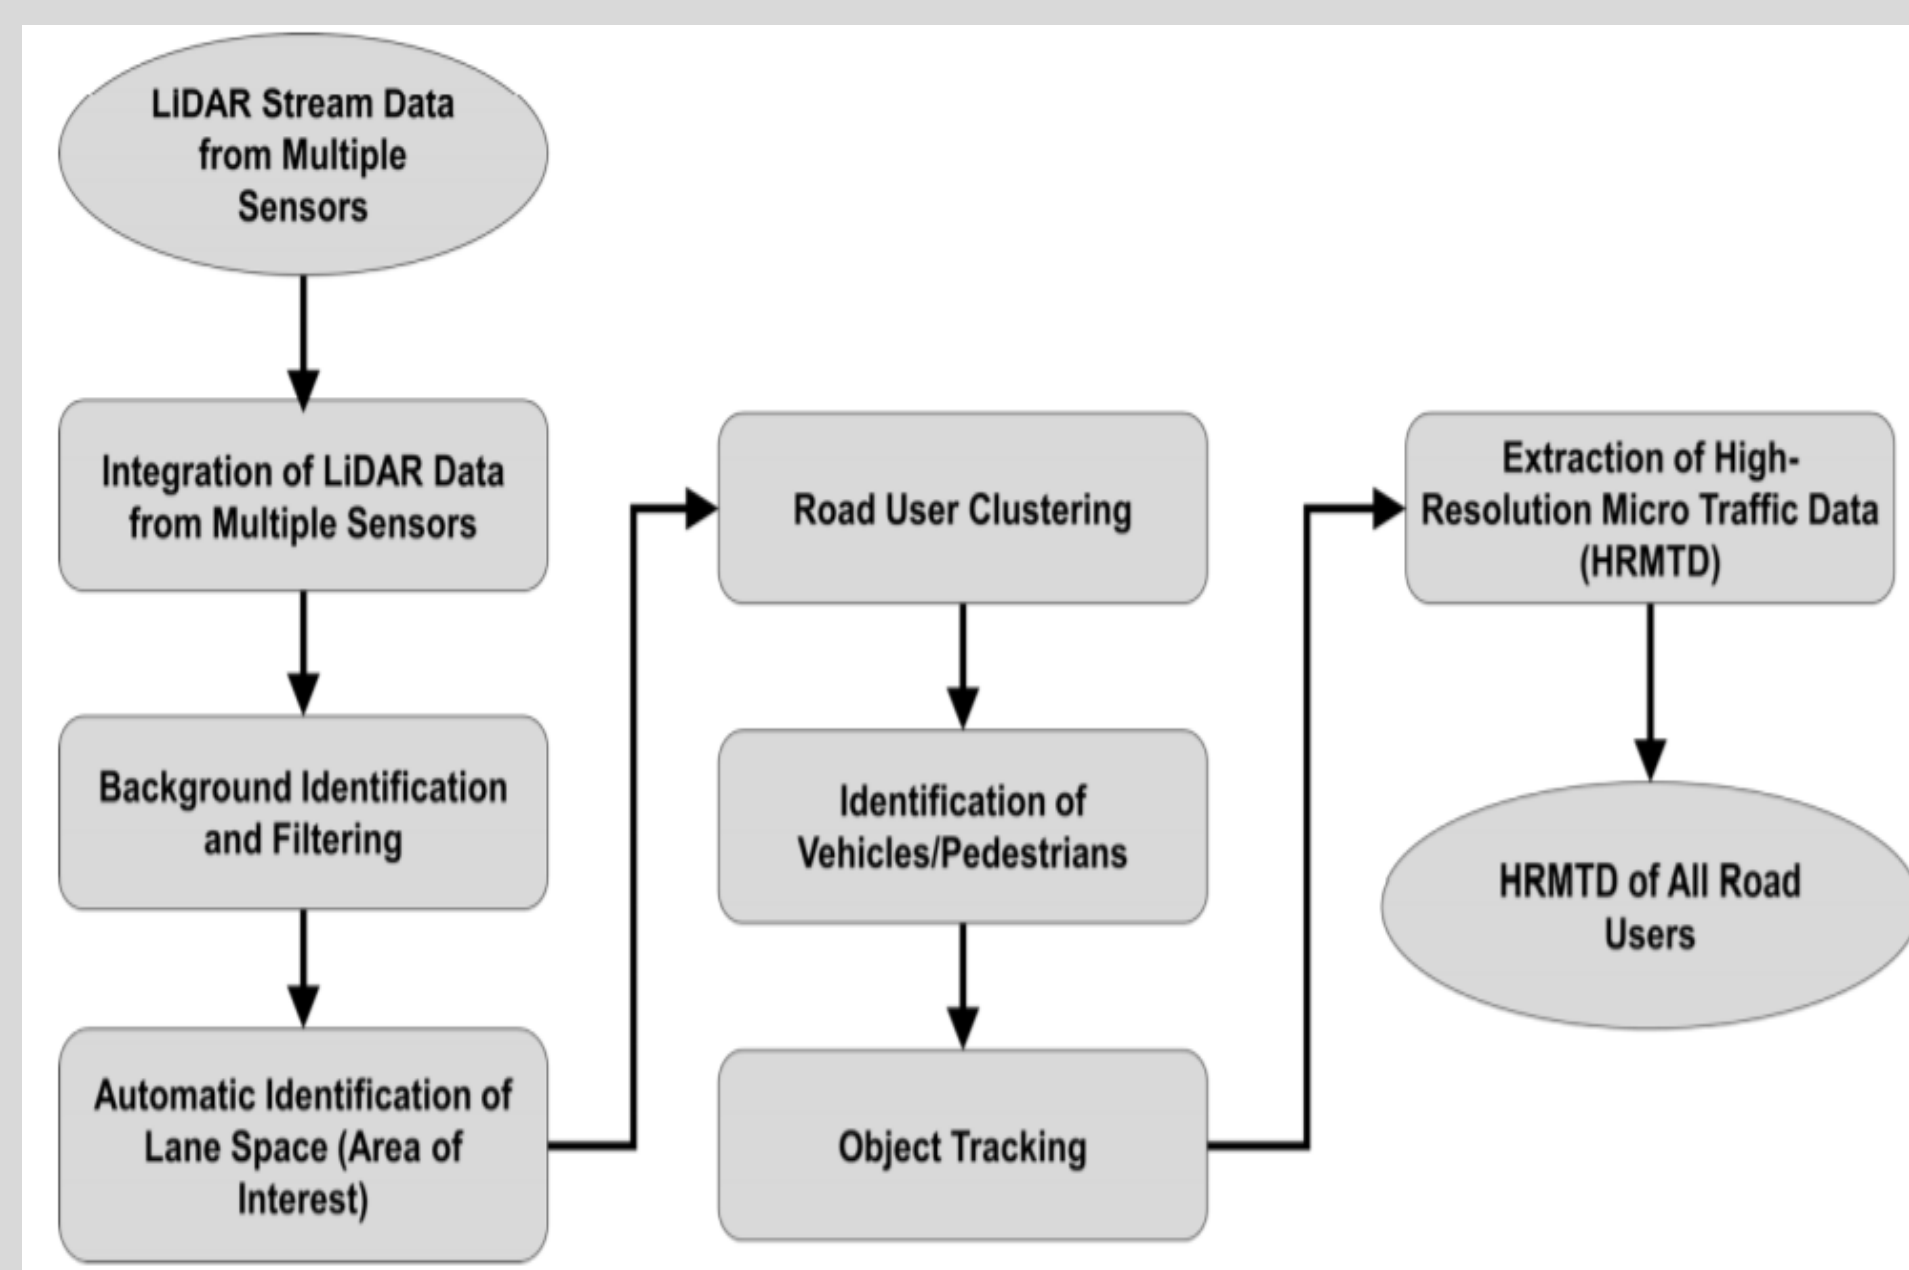 LiDAR Stream Data
from Multiple
Sensors
Integration of LiDAR Data
from Multiple Sensors
Background Identification
and Filtering
Automatic Identification of
Lane Space (Area of
Interest)
Road User Clustering
Identification of
Vehicles/Pedestrians
Object Tracking
Extraction of High-
Resolution Micro Traffic Data
(HRMTD)
HRMTD of All Road
Users